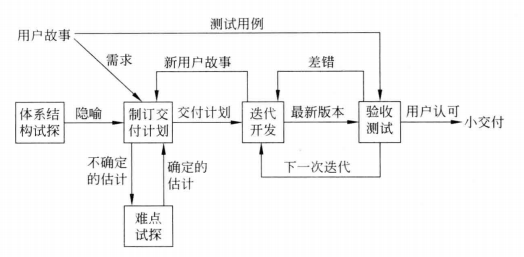 测试用例
用户故事
需求
新用户故事
差错
体系结
构试探
隐喻
制订交
付计划
交付计划
迭代
开发
最新版本
验收
测试
用户认可
小交付
不确定
的估计
确定的
估计
下一次迭代
难点
试探